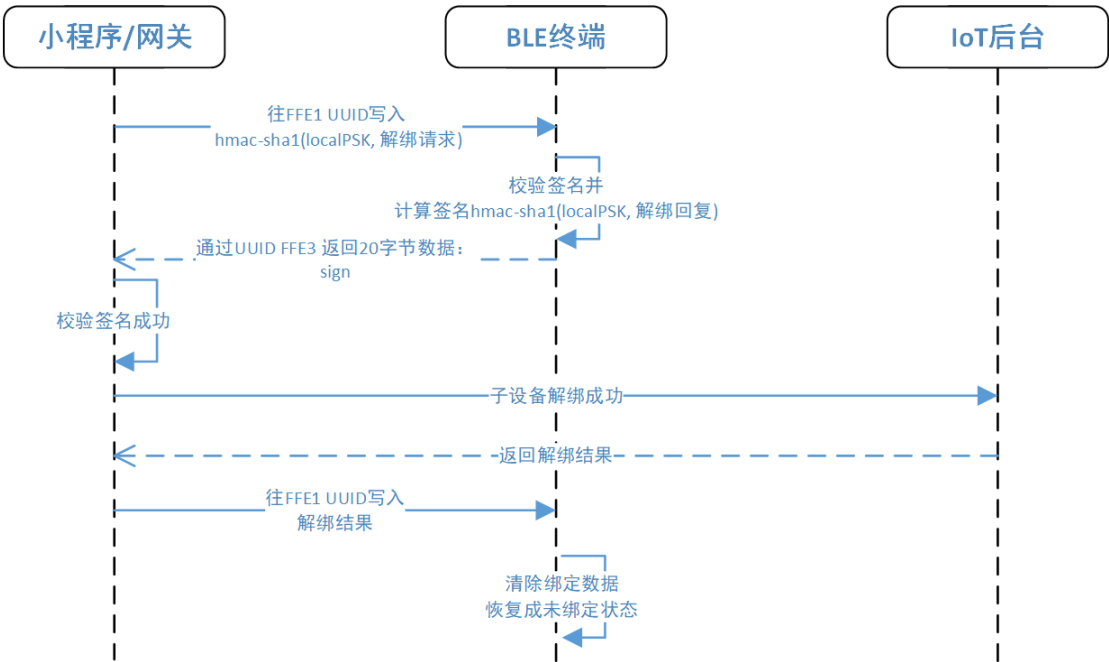 小程序/网关
BLE终端
IoT后台
往FFE1 UUID写入
hmac-sha1(localPSK, 解绑请求)
校验签名并
计算签名hmac-sha1(localPSK, 解绑回复)
通过UUID FFE3 返回20字节数据：
sign
校验签名成功
子设备解绑成功
返回解绑结果
往FFE1 UUID写入
解绑结果
清除绑定数据
恢复成未绑定状态